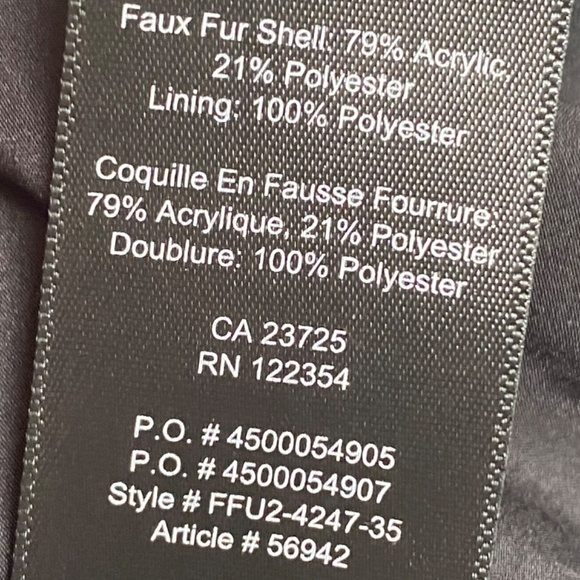 Faux Fur Shell: 79% Acrylic,
21% Polyester
Lining: 100% Polyester
Coquille En Fausse Fourrure:
79% Acrylique, 21% Polyester
Doublure: 100% Polyester
CA 23725
RN 122354
P.O. # 4500054905
P.O. # 4500054907
Style # FFU2-4247-35
Article # 56942